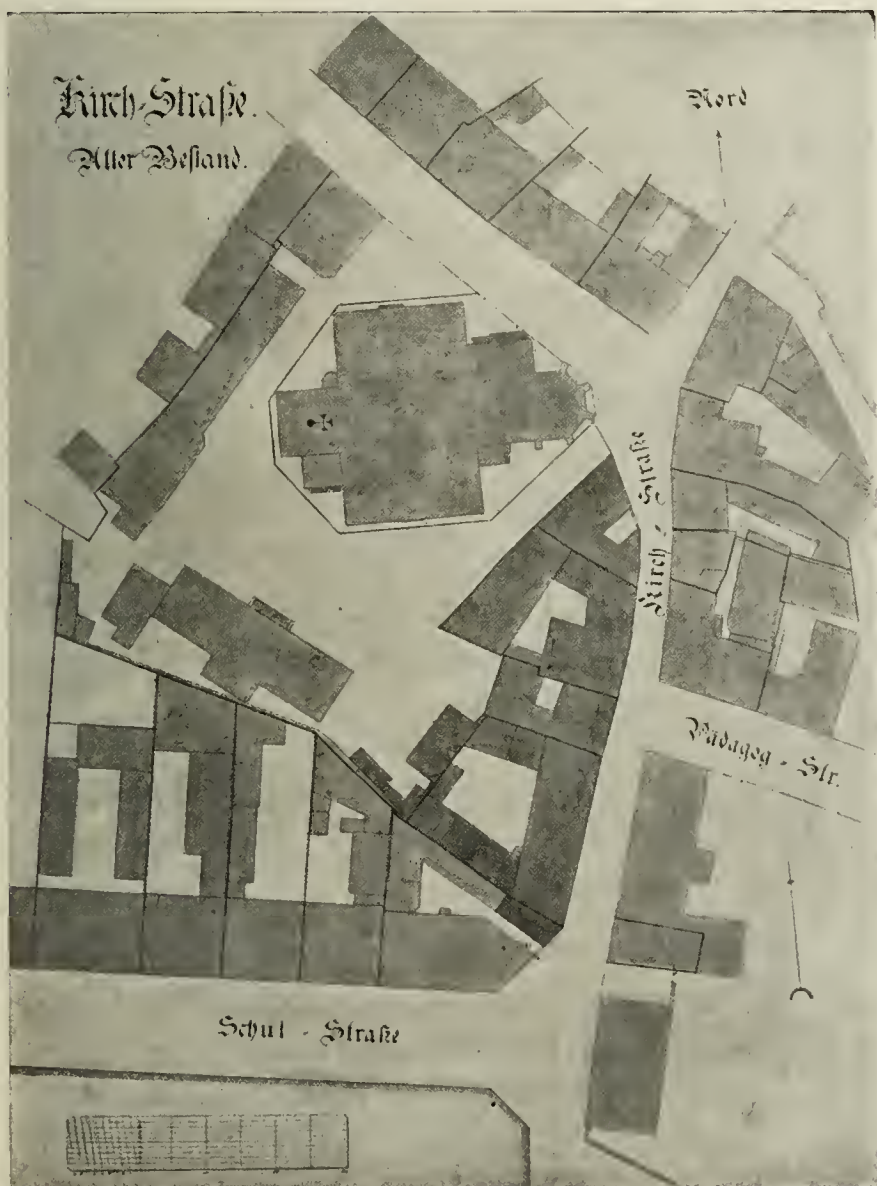 Kirch-Straße.
Alter Bestand.
Nord
Kirch - Straße
Pädagog - Str.
Schul - Straße